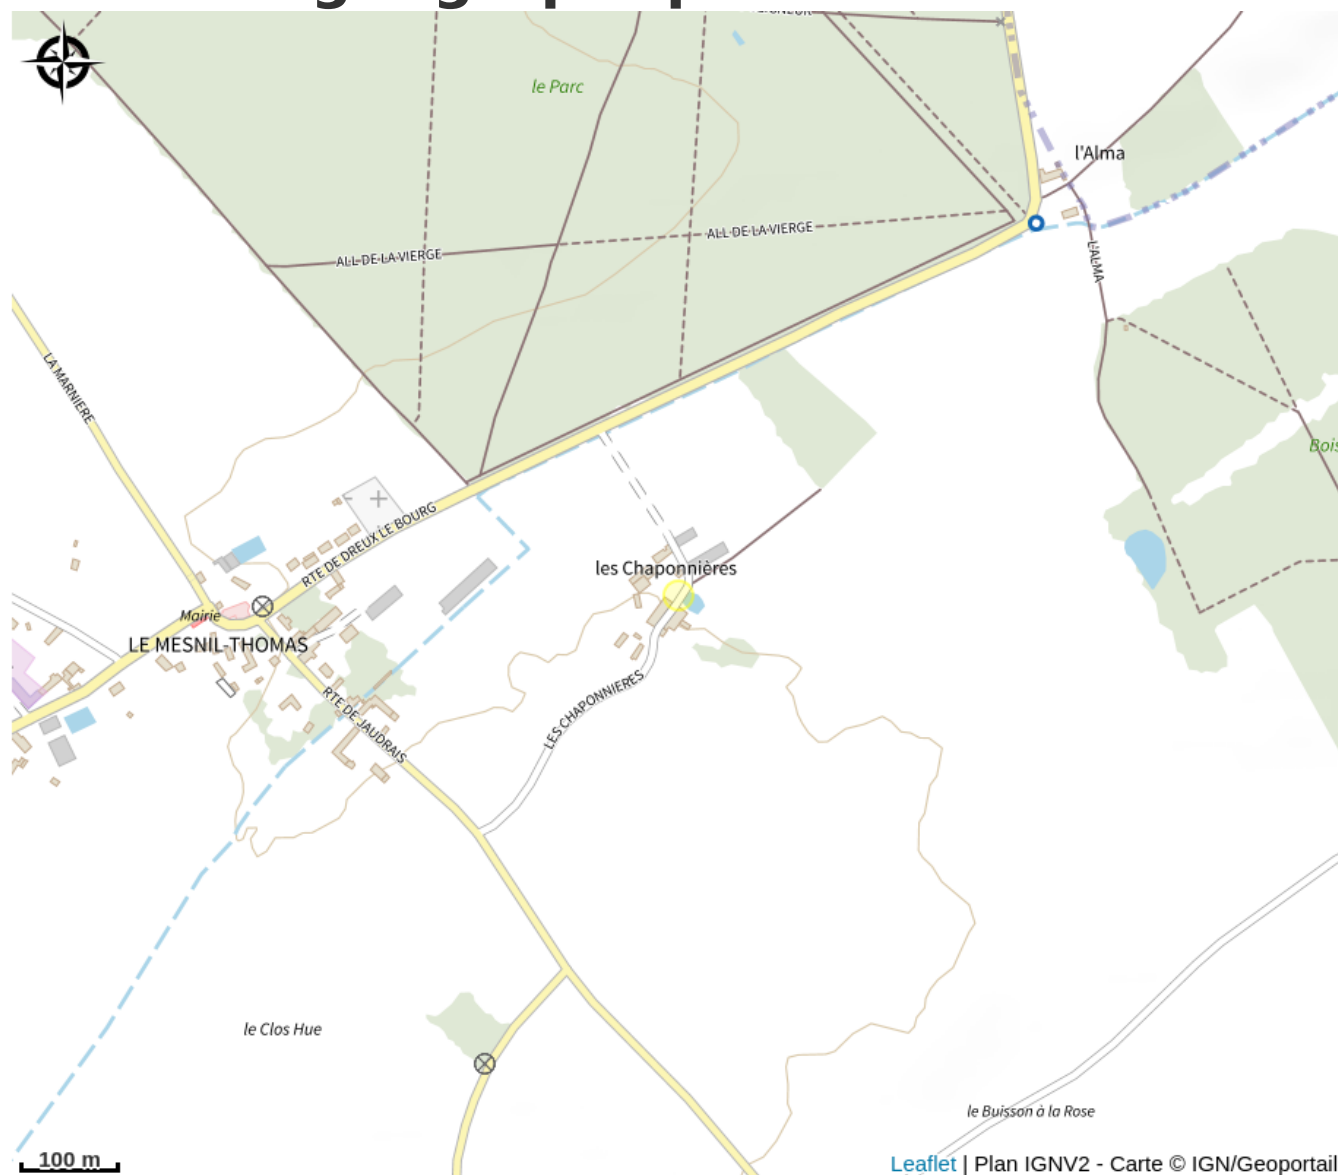 le Parc
l'Alma
ALL DE LA VIERGE
ALL DE LA VIERGE
L'ALMA
LA MARNIERE
Bois
RTE DE DREUX LE BOURG
les Chaponnières
Mairie
LE MESNIL-THOMAS
RTE DE JAUDRAIS
LES CHAPONNIERES
le Clos Hue
le Buisson à la Rose
100 m
Leaflet | Plan IGNV2 - Carte © IGN/Geoportail